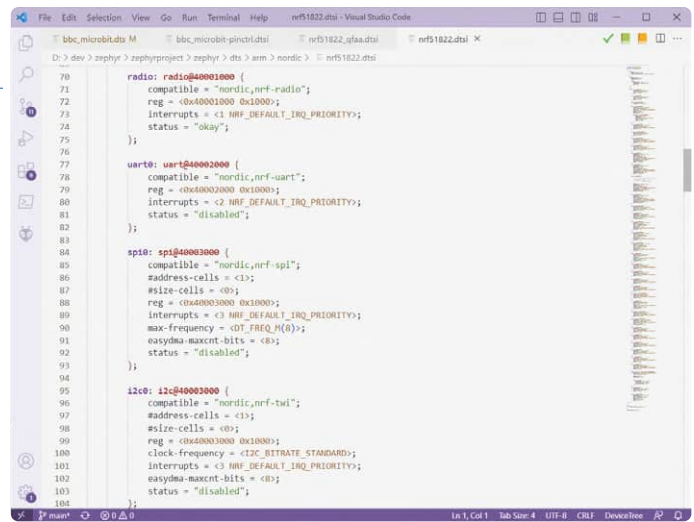 File Edit Selection View Go Run Terminal Help nrf51822.dtsi - Visual Studio Code
bbc_microbit.dts M bbc_microbit-pinctrl.dtsi nrf51822_qfaa.dtsi nrf51822.dtsi
D: > dev > zephyr > zephyrproject > zephyr > dts > arm > nordic > nrf51822.dtsi
70 radio: radio@40001000 {
71 compatible = "nordic,nrf-radio";
72 reg = <0x40001000 0x1000>;
73 interrupts = <1 NRF_DEFAULT_IRQ_PRIORITY>;
74 status = "okay";
75 };
76
77 uart0: uart@40002000 {
78 compatible = "nordic,nrf-uart";
79 reg = <0x40002000 0x1000>;
80 interrupts = <2 NRF_DEFAULT_IRQ_PRIORITY>;
81 status = "disabled";
82 };
83
84 spi0: spi@40003000 {
85 compatible = "nordic,nrf-spi";
86 #address-cells = <1>;
87 #size-cells = <0>;
88 reg = <0x40003000 0x1000>;
89 interrupts = <3 NRF_DEFAULT_IRQ_PRIORITY>;
90 max-frequency = <DT_FREQ_M(8)>;
91 easydma-maxcnt-bits = <8>;
92 status = "disabled";
93 };
94
95 i2c0: i2c@40003000 {
96 compatible = "nordic,nrf-twi";
97 #address-cells = <1>;
98 #size-cells = <0>;
99 reg = <0x40003000 0x1000>;
100 clock-frequency = <I2C_BITRATE_STANDARD>;
101 interrupts = <3 NRF_DEFAULT_IRQ_PRIORITY>;
102 easydma-maxcnt-bits = <8>;
103 status = "disabled";
104 };
main* 0 0 Ln 1, Col 1 Tab Size: 4 UTF-8 CRLF DeviceTree